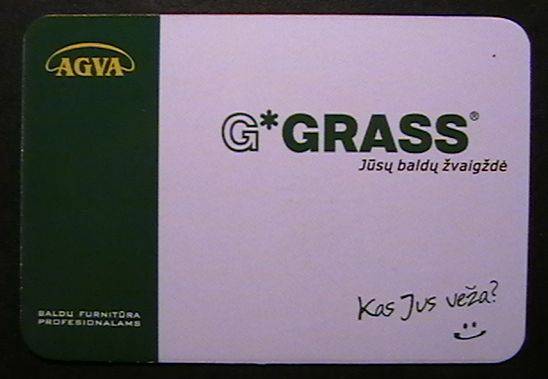 AGVA
G*GRASS®
Jūsų baldų žvaigždė
Kas Jus veža?
BALDŲ FURNITŪRA
PROFESIONALAMS